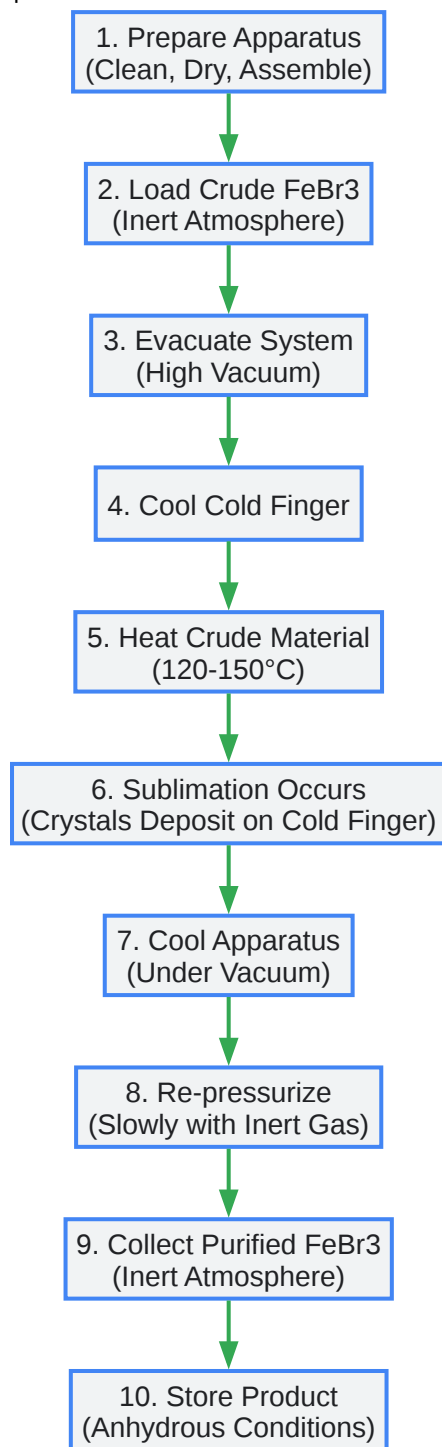 1. Prepare Apparatus
(Clean, Dry, Assemble)
2. Load Crude FeBr3
(Inert Atmosphere)
3. Evacuate System
(High Vacuum)
4. Cool Cold Finger
5. Heat Crude Material
(120-150°C)
6. Sublimation Occurs
(Crystals Deposit on Cold Finger)
7. Cool Apparatus
(Under Vacuum)
8. Re-pressurize
(Slowly with Inert Gas)
9. Collect Purified FeBr3
(Inert Atmosphere)
10. Store Product
(Anhydrous Conditions)